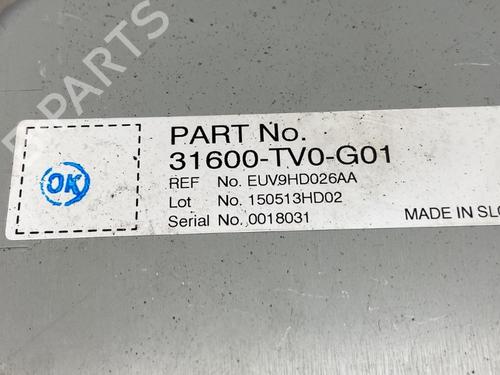 B-PARTS
PART No.
31600-TV0-G01
REF No. EUV9HD026AA
Lot No. 150513HD02
Serial No. 0018031
MADE IN SLO
OK